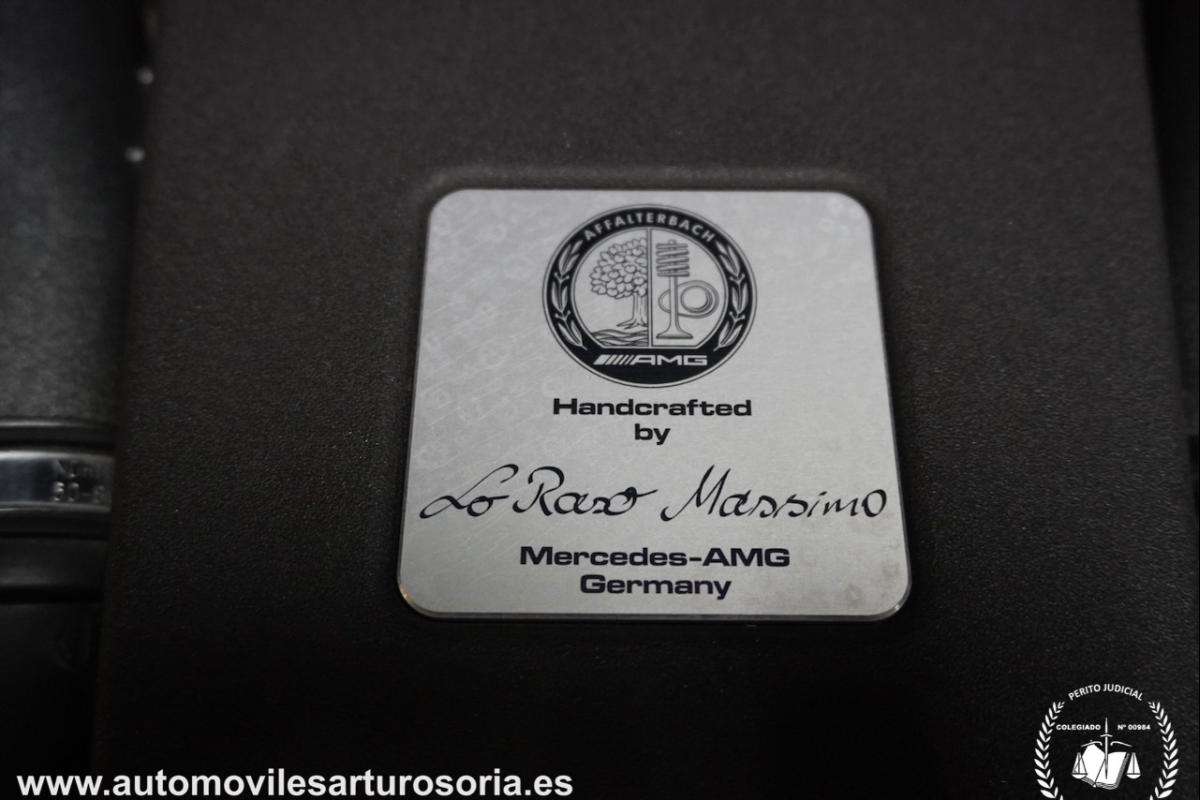 AFFALTERBACH
AMG
Handcrafted
by
Lo Raso Massimo
Mercedes-AMG
Germany
PERITO JUDICIAL
COLEGIADO Nº 00984
www.automovilesarturosoria.es